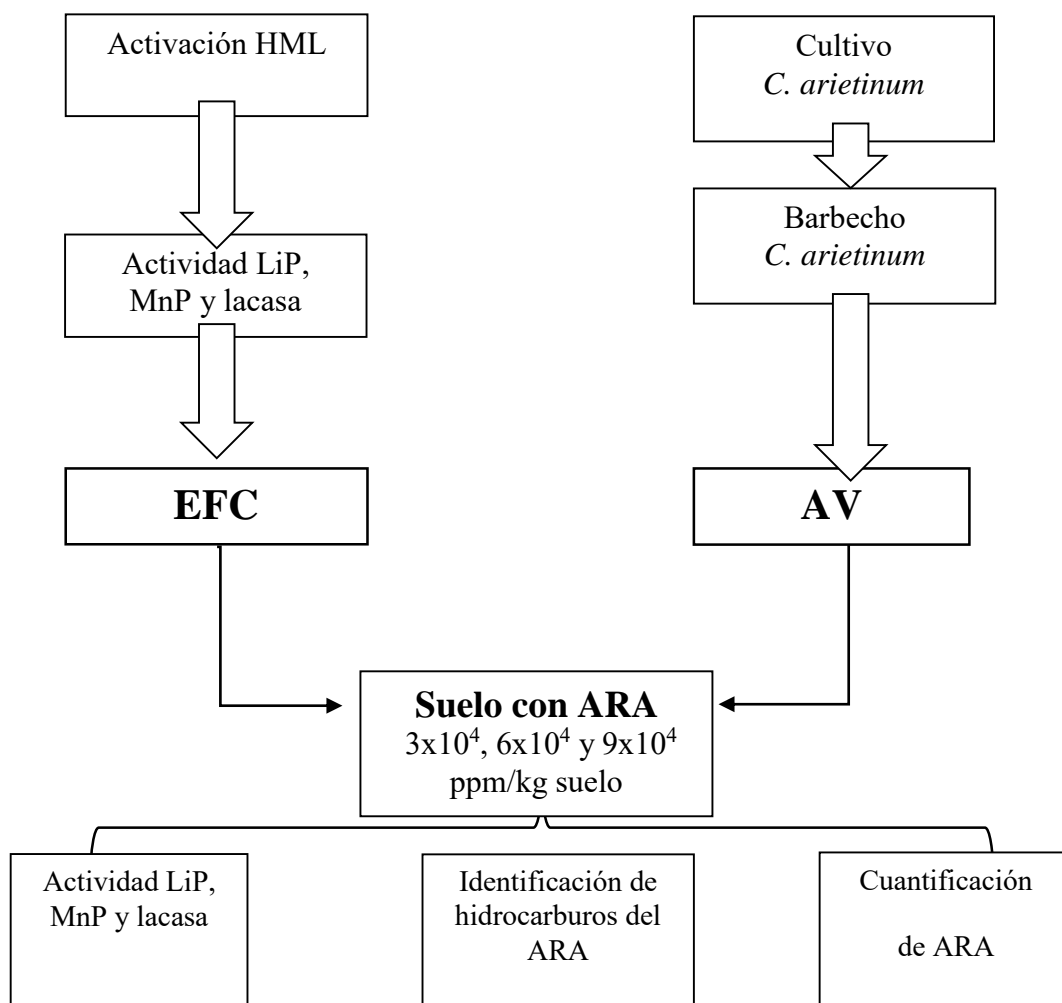 Activación HML
Actividad LiP,
MnP y lacasa
EFC
Cultivo
C. arietinum
Barbecho
C. arietinum
AV
Suelo con ARA
3x10⁴, 6x10⁴ y 9x10⁴
ppm/kg suelo
Actividad LiP,
MnP y lacasa
Identificación de
hidrocarburos del
ARA
Cuantificación
de ARA